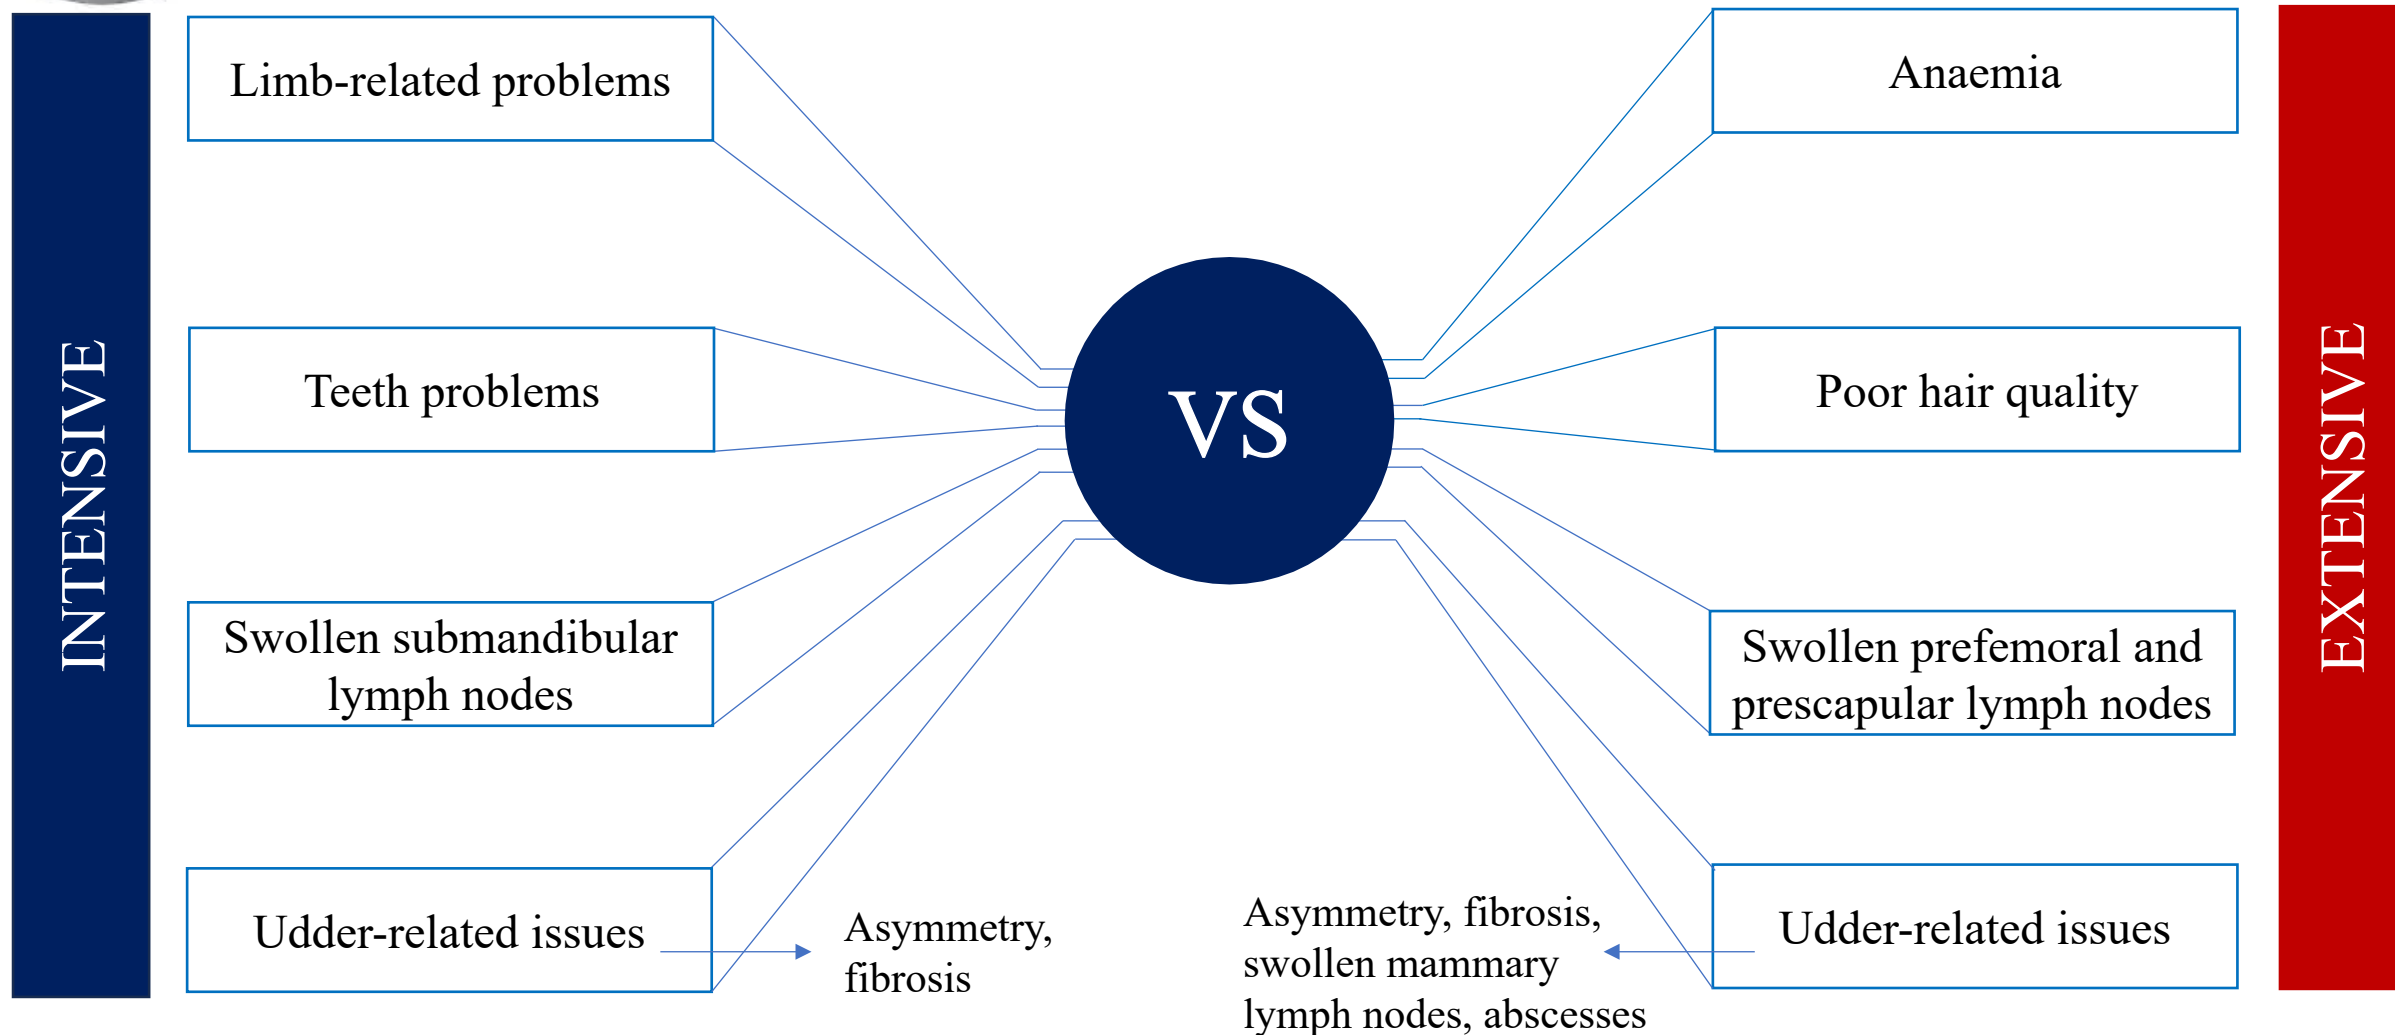 INTENSIVE
Limb-related problems
Teeth problems
Swollen submandibular
lymph nodes
Udder-related issues
Asymmetry,
fibrosis
VS
Anaemia
Poor hair quality
Swollen prefemoral and
prescapular lymph nodes
Udder-related issues
Asymmetry, fibrosis,
swollen mammary
lymph nodes, abscesses
EXTENSIVE